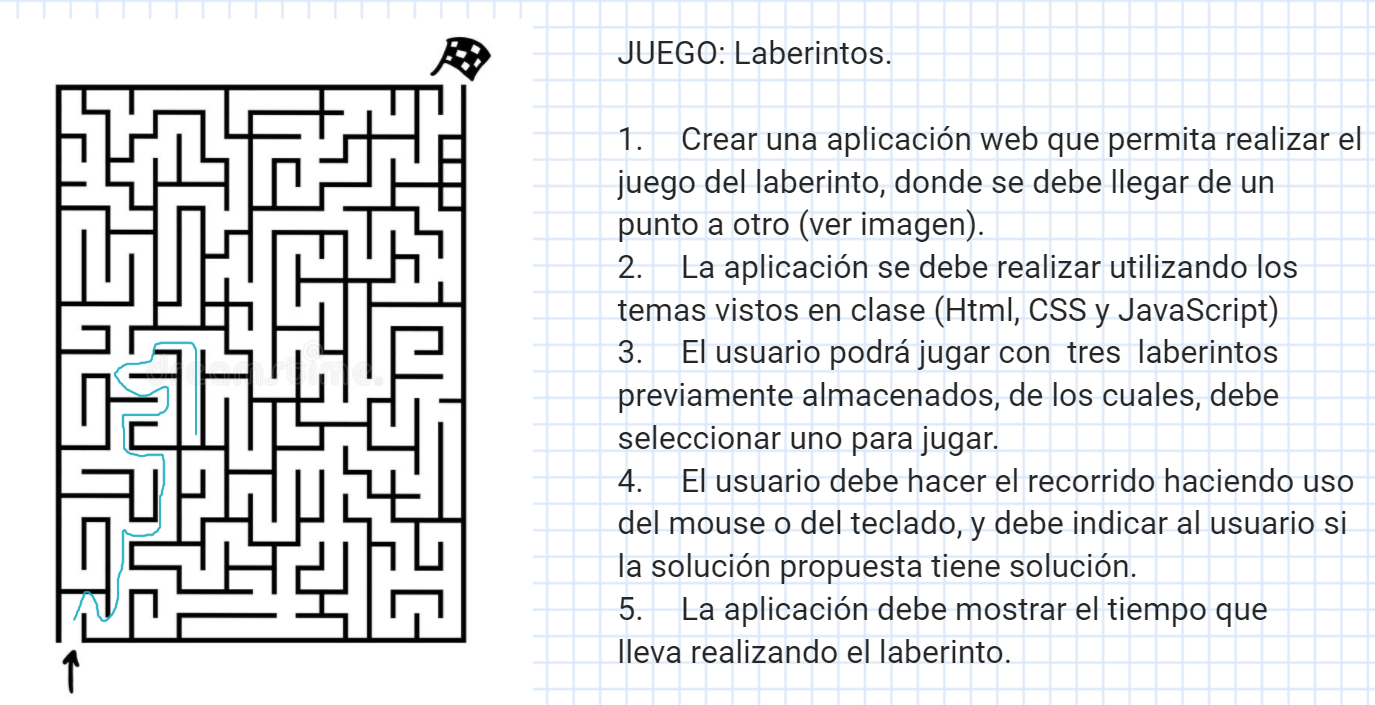 JUEGO: Laberintos.
1. Crear una aplicación web que permita realizar el
juego del laberinto, donde se debe llegar de un
punto a otro (ver imagen).
2. La aplicación se debe realizar utilizando los
temas vistos en clase (Html, CSS y JavaScript)
3. El usuario podrá jugar con tres laberintos
previamente almacenados, de los cuales, debe
seleccionar uno para jugar.
4. El usuario debe hacer el recorrido haciendo uso
del mouse o del teclado, y debe indicar al usuario si
la solución propuesta tiene solución.
5. La aplicación debe mostrar el tiempo que
lleva realizando el laberinto.
dreamstime.